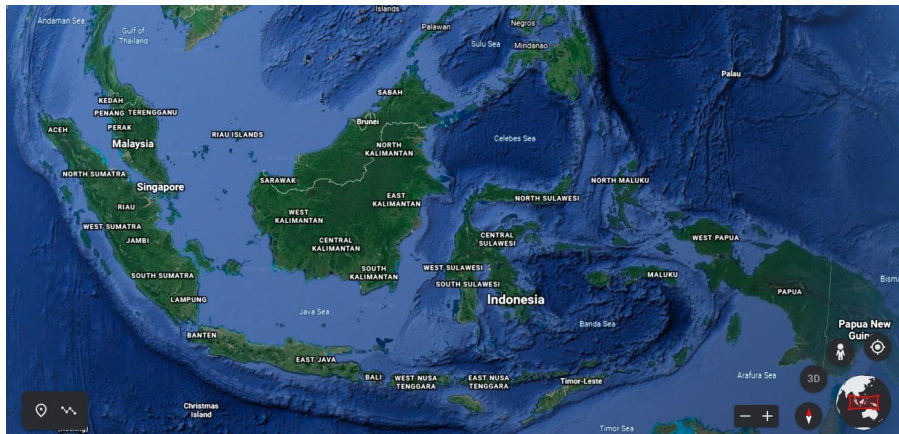 Andaman Sea
Islands
Gulf of
Thailand
Palawan
Negros
Sulu Sea
Mindanao
Palau
KEDAH
PENANG
TERENGGANU
SABAH
ACEH
PERAK
RIAU ISLANDS
Brunei
Malaysia
NORTH
KALIMANTAN
Celebes Sea
NORTH SUMATRA
Singapore
SARAWAK
NORTH MALUKU
EAST
KALIMANTAN
NORTH SULAWESI
RIAU
WEST
KALIMANTAN
WEST SUMATRA
JAMBI
CENTRAL
KALIMANTAN
CENTRAL
SULAWESI
WEST PAPUA
SOUTH SUMATRA
SOUTH
KALIMANTAN
WEST SULAWESI
MALUKU
SOUTH SULAWESI
Bisma
PAPUA
LAMPUNG
Indonesia
Java Sea
Banda Sea
Papua New
BANTEN
EAST JAVA
3D
BALI
WEST NUSA
TENGGARA
EAST NUSA
TENGGARA
Timor-Leste
Arafura Sea
Christmas
Island
Timor Sea